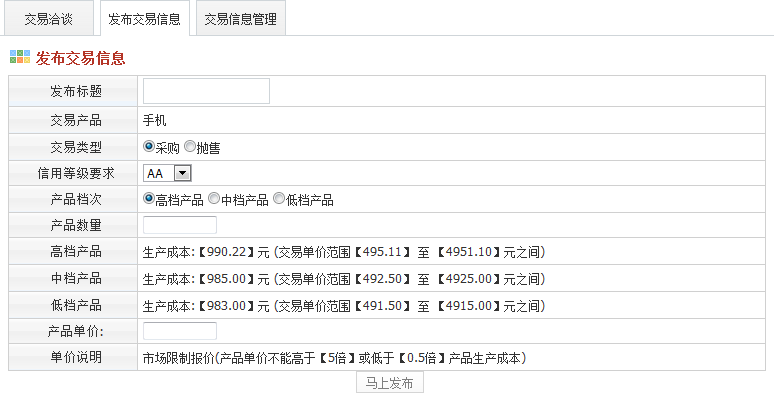 交易洽谈 发布交易信息 交易信息管理
发布交易信息
发布标题
交易产品 手机
交易类型 采购 抛售
信用等级要求 AA
产品档次 高档产品 中档产品 低档产品
产品数量
高档产品 生产成本:【990.22】元 (交易单价范围【495.11】 至 【4951.10】元之间)
中档产品 生产成本:【985.00】元 (交易单价范围【492.50】 至 【4925.00】元之间)
低档产品 生产成本:【983.00】元 (交易单价范围【491.50】 至 【4915.00】元之间)
产品单价:
单价说明 市场限制报价(产品单价不能高于【5倍】或低于【0.5倍】产品生产成本)
马上发布